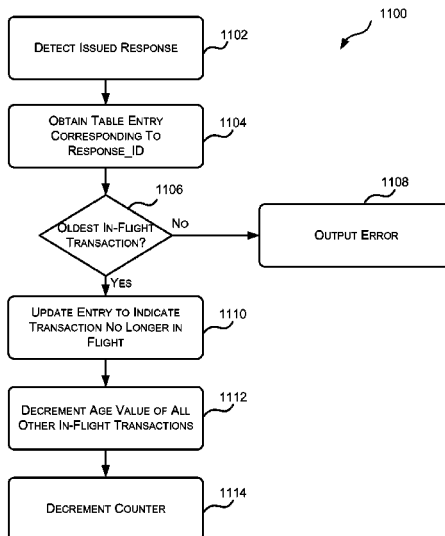 1100
DETECT ISSUED RESPONSE
1102
OBTAIN TABLE ENTRY
CORRESPONDING TO
RESPONSE_ID
1104
1106
OLDEST IN-FLIGHT
TRANSACTION?
NO
1108
OUTPUT ERROR
YES
UPDATE ENTRY TO INDICATE
TRANSACTION NO LONGER IN
FLIGHT
1110
DECREMENT AGE VALUE OF ALL
OTHER IN-FLIGHT TRANSACTIONS
1112
DECREMENT COUNTER
1114